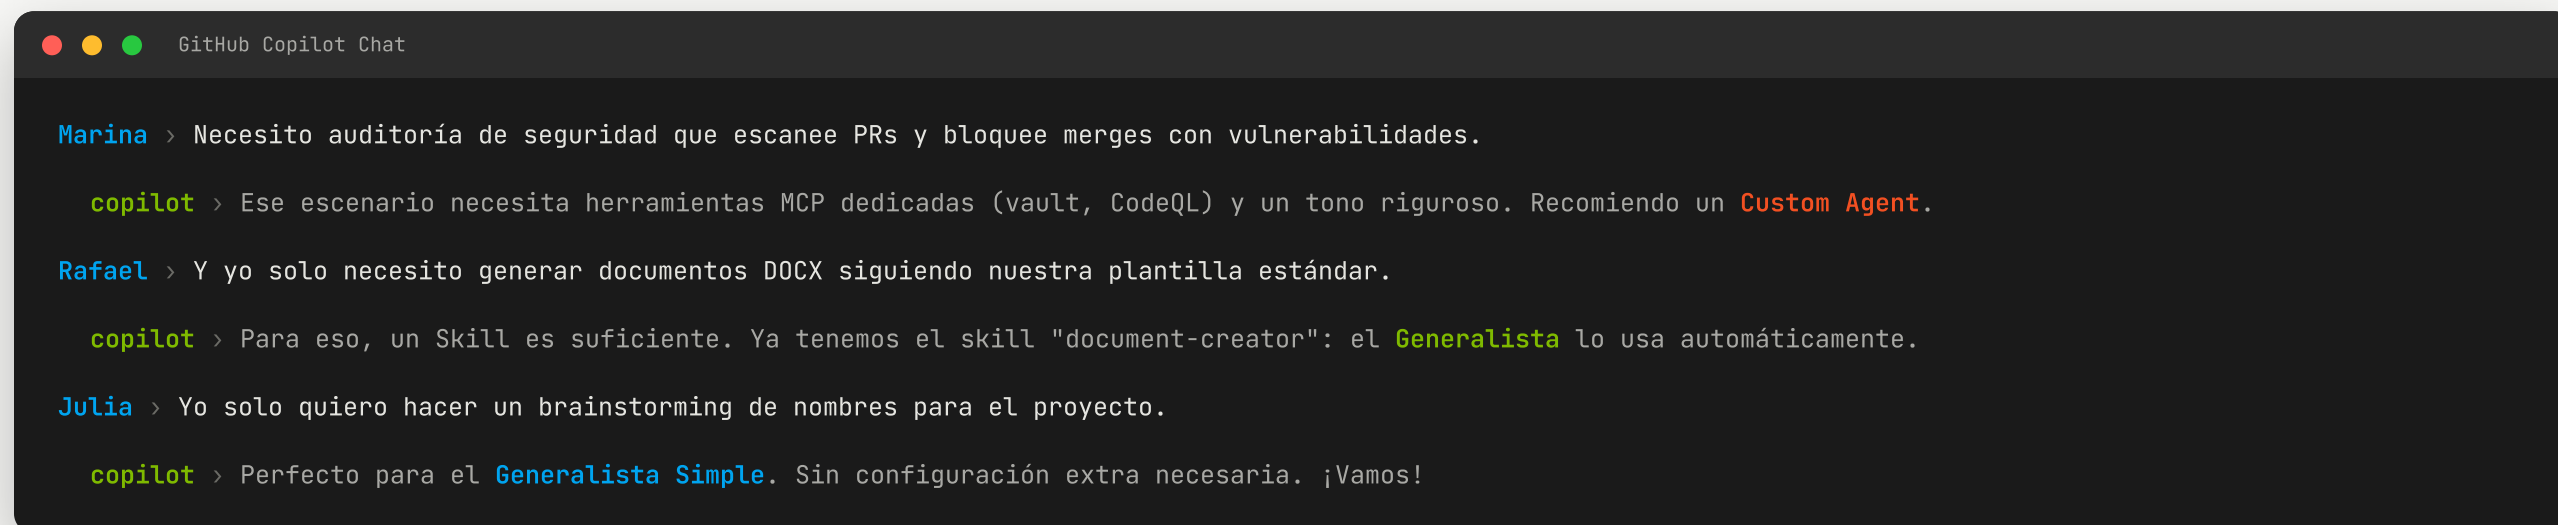 GitHub Copilot Chat
Marina › Necesito auditoría de seguridad que escanee PRs y bloquee merges con vulnerabilidades.
copilot › Ese escenario necesita herramientas MCP dedicadas (vault, CodeQL) y un tono riguroso. Recomiendo un Custom Agent.
Rafael › Y yo solo necesito generar documentos DOCX siguiendo nuestra plantilla estándar.
copilot › Para eso, un Skill es suficiente. Ya tenemos el skill "document-creator": el Generalista lo usa automáticamente.
Julia › Yo solo quiero hacer un brainstorming de nombres para el proyecto.
copilot › Perfecto para el Generalista Simple. Sin configuración extra necesaria. ¡Vamos!